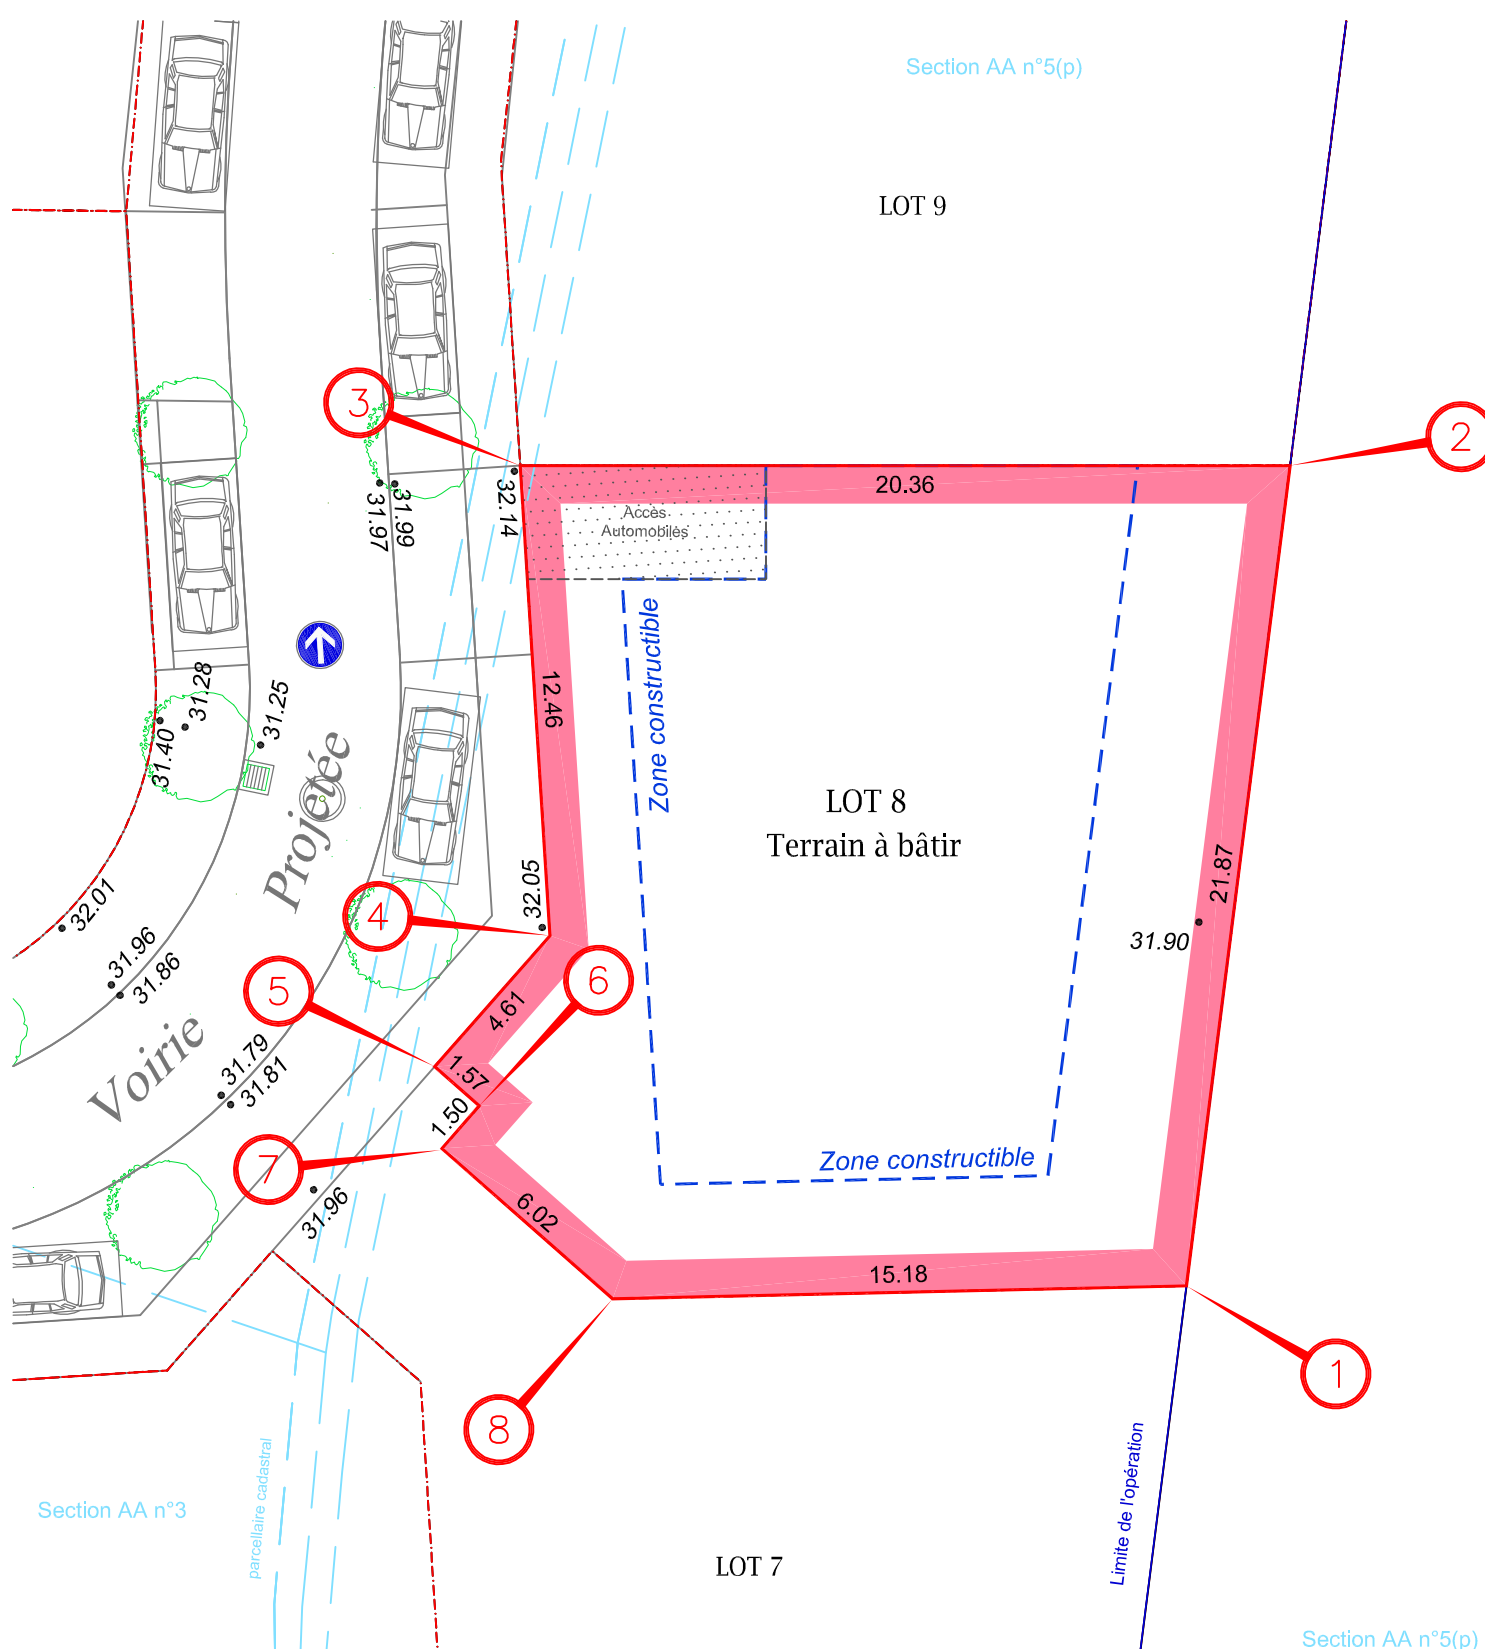 Section AA n°5(p)
LOT 9
3
2
20.36
32.14
31.99
31.97
Accès
Automobiles
Zone constructible
12.46
31.28
31.25
31.40
Voirie Projetée
LOT 8
Terrain à bâtir
21.87
31.90
32.05
4
32.01
31.96
31.86
5
6
4.61
1.57
1.50
31.79
31.81
7
31.96
Zone constructible
6.02
15.18
1
8
Limite de l'opération
parcellaire cadastral
Section AA n°3
LOT 7
Section AA n°5(p)